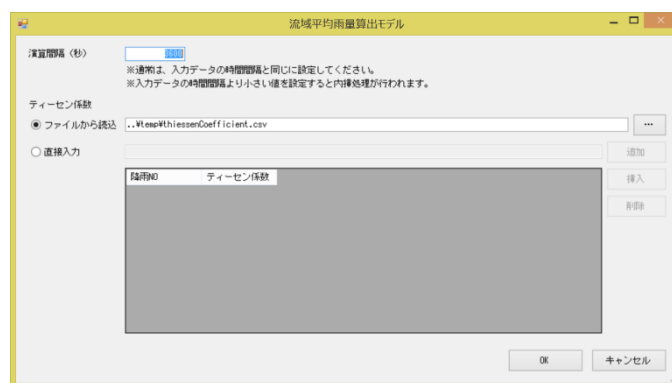 流域平均雨量算出モデル
演算間隔（秒）
3600
※通常は、入力データの時間間隔と同じに設定してください。
※入力データの時間間隔より小さい値を設定すると内挿処理が行われます。
ティーセン係数
ファイルから読込
..¥temp¥thiessenCoefficient.csv
...
直接入力
追加
降雨NO
ティーセン係数
挿入
削除
OK
キャンセル